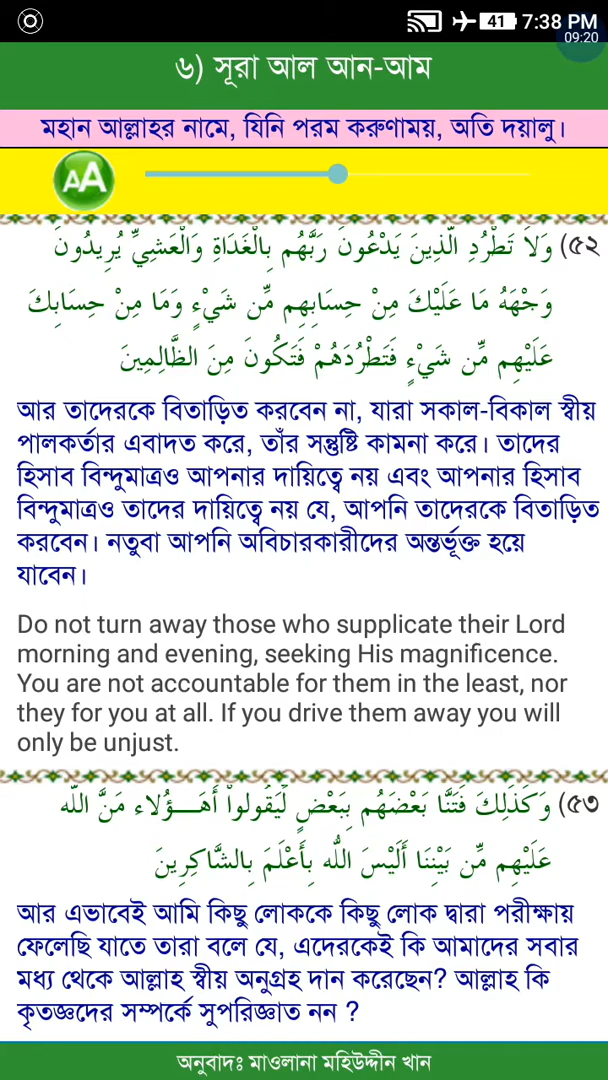 41 7:38 PM
09:20
৬) সূরা আল আন-আম
মহান আল্লাহর নামে, যিনি পরম করুণাময়, অতি দয়ালু।
AA
৫২) وَلاَ تَطْرُدِ الَّذِينَ يَدْعُونَ رَبَّهُم بِالْغَدَاةِ وَالْعَشِيِّ يُرِيدُونَ
وَجْهَهُ مَا عَلَيْكَ مِنْ حِسَابِهِم مِّن شَيْءٍ وَمَا مِنْ حِسَابِكَ
عَلَيْهِم مِّن شَيْءٍ فَتَطْرُدَهُمْ فَتَكُونَ مِنَ الظَّالِمِينَ
আর তাদেরকে বিতাড়িত করবেন না, যারা সকাল-বিকাল স্বীয়
পালকর্তার এবাদত করে, তাঁর সন্তুষ্টি কামনা করে। তাদের
হিসাব বিন্দুমাত্রও আপনার দায়িত্বে নয় এবং আপনার হিসাব
বিন্দুমাত্রও তাদের দায়িত্বে নয় যে, আপনি তাদেরকে বিতাড়িত
করবেন। নতুবা আপনি অবিচারকারীদের অন্তর্ভূক্ত হয়ে
যাবেন।
Do not turn away those who supplicate their Lord
morning and evening, seeking His magnificence.
You are not accountable for them in the least, nor
they for you at all. If you drive them away you will
only be unjust.
৫৩) وَكَذَلِكَ فَتَنَّا بَعْضَهُم بِبَعْضٍ لِّيَقُولواْ أَهَـؤُلاء مَنَّ اللّه
عَلَيْهِم مِّن بَيْنِنَا أَلَيْسَ اللّه بِأَعْلَمَ بِالشَّاكِرِينَ
আর এভাবেই আমি কিছু লোককে কিছু লোক দ্বারা পরীক্ষায়
ফেলেছি যাতে তারা বলে যে, এদেরকেই কি আমাদের সবার
মধ্য থেকে আল্লাহ স্বীয় অনুগ্রহ দান করেছেন? আল্লাহ কি
কৃতজ্ঞদের সম্পর্কে সুপরিজ্ঞাত নন ?
অনুবাদঃ মাওলানা মহিউদ্দীন খান